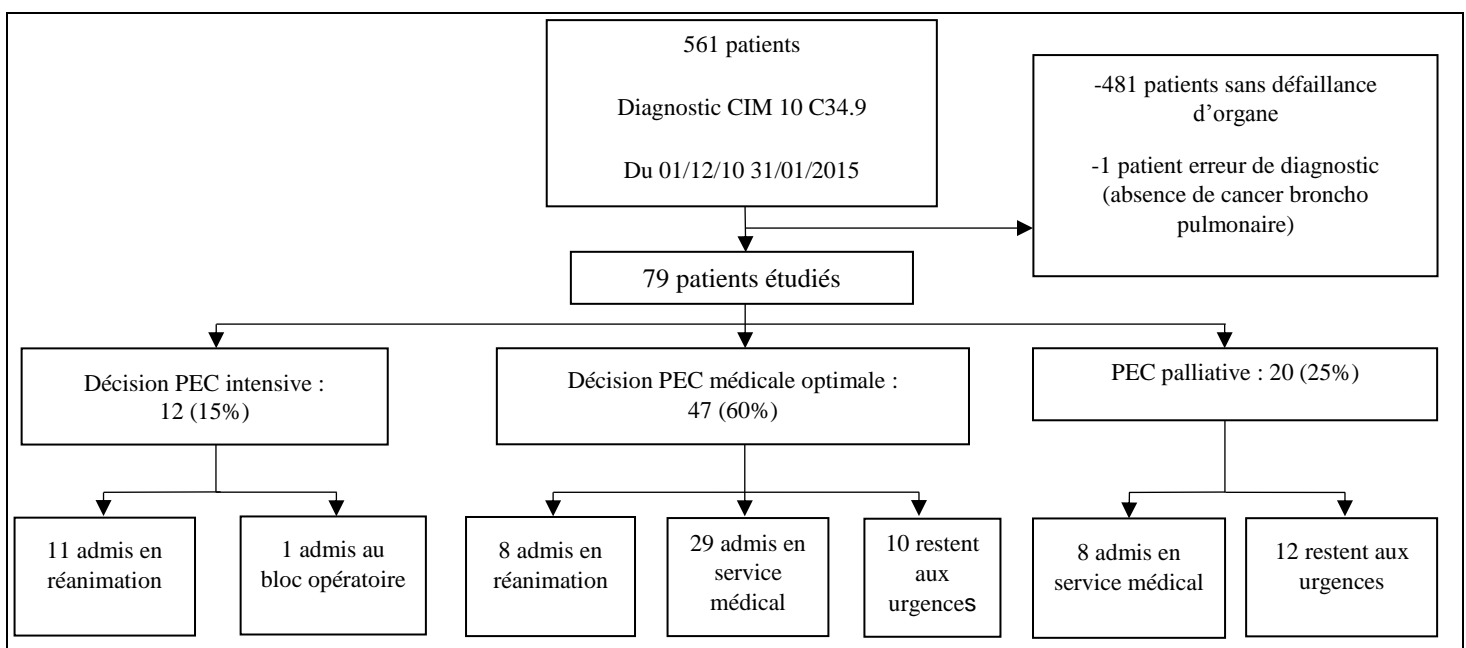 561 patients
Diagnostic CIM 10 C34.9
Du 01/12/10 31/01/2015
-481 patients sans défaillance
d’organe
-1 patient erreur de diagnostic
(absence de cancer broncho
pulmonaire)
79 patients étudiés
Décision PEC intensive :
12 (15%)
Décision PEC médicale optimale :
47 (60%)
PEC palliative : 20 (25%)
11 admis en
réanimation
1 admis au
bloc opératoire
8 admis en
réanimation
29 admis en
service
médical
10 restent
aux
urgences
8 admis en
service médical
12 restent aux
urgences